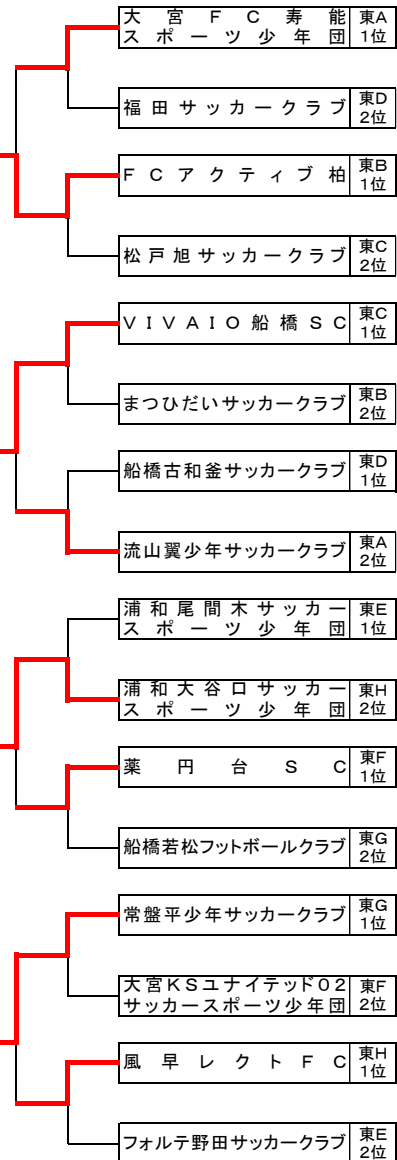 大宮FC寿能
スポーツ少年団
東A
1位
福田サッカークラブ
東D
2位
FCアクティブ柏
東B
1位
松戸旭サッカークラブ
東C
2位
VIVAIO船橋SC
東C
1位
まつひだいサッカークラブ
東B
2位
船橋古和釜サッカークラブ
東D
1位
流山翼少年サッカークラブ
東A
2位
浦和尾間木サッカー
スポーツ少年団
東E
1位
浦和大谷口サッカー
スポーツ少年団
東H
2位
薬円台SC
東F
1位
船橋若松フットボールクラブ
東G
2位
常盤平少年サッカークラブ
東G
1位
大宮KSユナイテッド02
サッカースポーツ少年団
東F
2位
風早レクトFC
東H
1位
フォルテ野田サッカークラブ
東E
2位